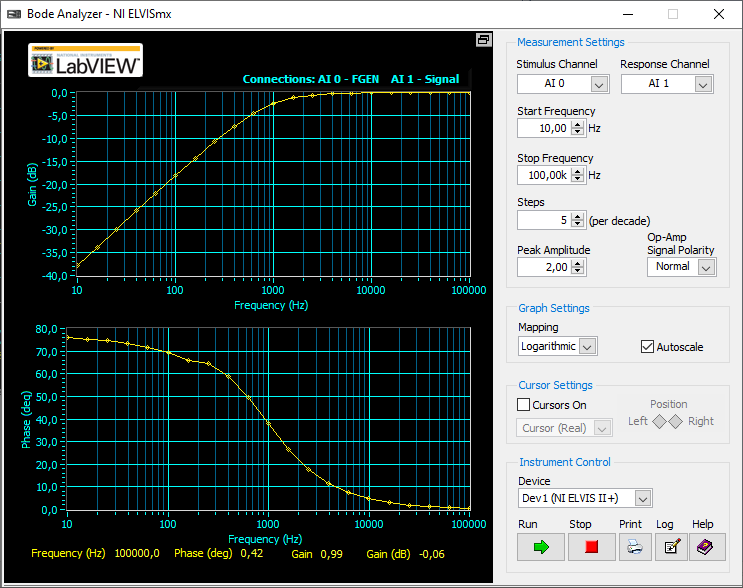 Bode Analyzer - NI ELVISmx
POWERED BY
NATIONAL INSTRUMENTS
LabVIEW™
Connections: AI 0 - FGEN AI 1 - Signal
0,0
-5,0
-10,0
-15,0
-20,0
-25,0
-30,0
-35,0
-40,0
Gain (dB)
10 100 1000 10000 100000
Frequency (Hz)
80,0
70,0
60,0
50,0
40,0
30,0
20,0
10,0
0,0
Phase (deq)
10 100 1000 10000 100000
Frequency (Hz)
Frequency (Hz) 100000,0 Phase (deq) 0,42 Gain 0,99 Gain (dB) -0,06
Measurement Settings
Stimulus Channel Response Channel
AI 0 AI 1
Start Frequency
10,00 Hz
Stop Frequency
100,00k Hz
Steps
5 (per decade)
Peak Amplitude
2,00
Op-Amp
Signal Polarity
Normal
Graph Settings
Mapping
Logarithmic Autoscale
Cursor Settings
Cursors On Position
Cursor (Real) Left Right
Instrument Control
Device
Dev1 (NI ELVIS II+)
Run Stop Print Log Help